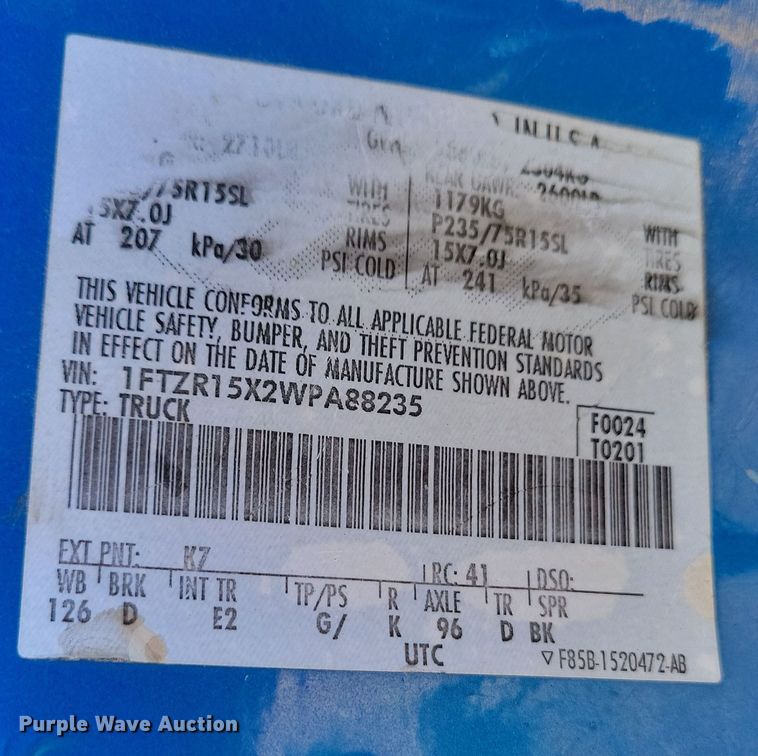 IN U.S.A.
1179KG
/75R15SL WITH P235/75R15SL WITH
5X7.0J TIRES 15X7.0J TIRES
AT 207 kPa/30 RIMS PSI COLD AT 241 kPa/35 RIMS PSI COLD
THIS VEHICLE CONFORMS TO ALL APPLICABLE FEDERAL MOTOR
VEHICLE SAFETY, BUMPER, AND THEFT PREVENTION STANDARDS
IN EFFECT ON THE DATE OF MANUFACTURE SHOWN ABOVE.
VIN: 1FTZR15X2WPA88235
TYPE: TRUCK
F0024
T0201
EXT PNT: K7 RC: 41 DSO:
WB BRK INT TR TP/PS R AXLE TR SPR
126 D E2 G/ K 96 D BK
UTC ▽F85B-1520472-AB
Purple Wave Auction